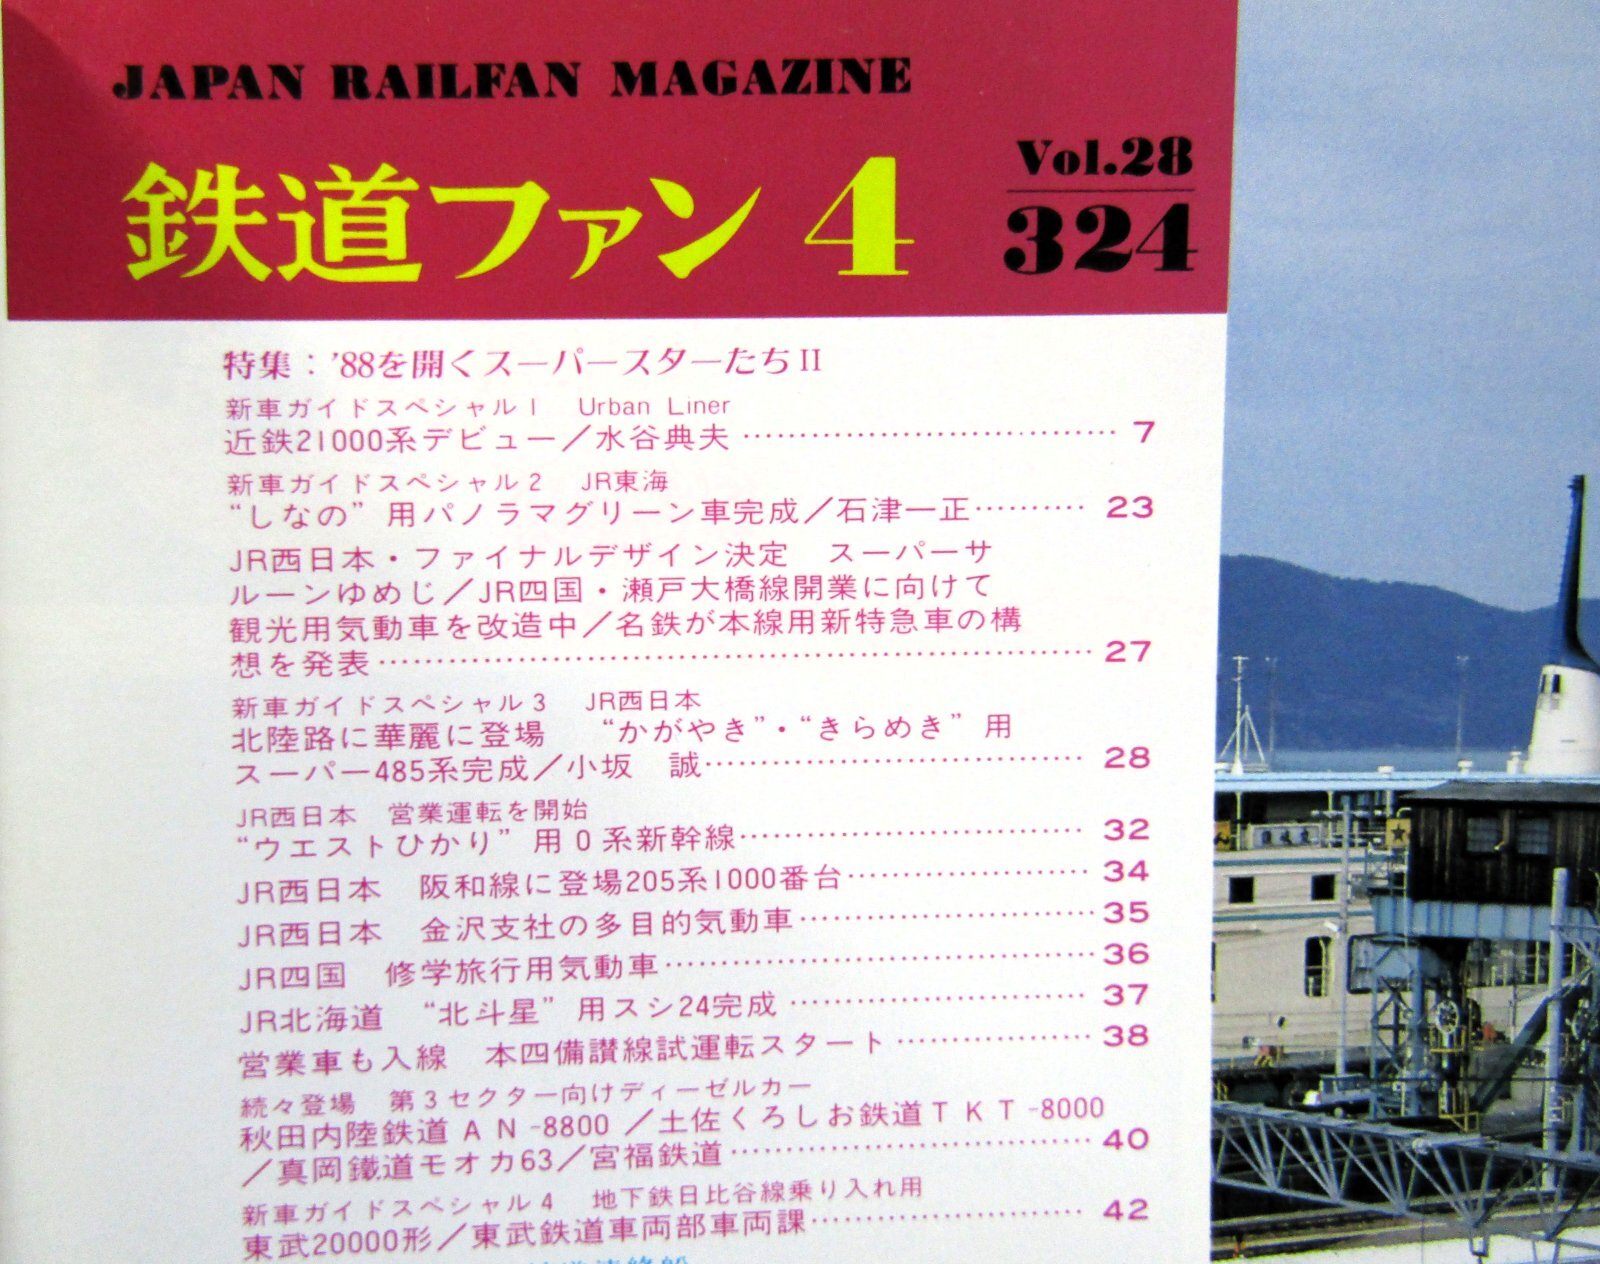 JAPAN RAILFAN MAGAZINE
鉄道ファン 4
Vol.28
324
特集：'88を開くスーパースターたちII
新車ガイドスペシャル1 Urban Liner
近鉄21000系デビュー／水谷典夫………………………………7
新車ガイドスペシャル2 JR東海
“しなの”用パノラマグリーン車完成／石津一正…………23
JR西日本・ファイナルデザイン決定 スーパーサ
ルーンゆめじ／JR四国・瀬戸大橋線開業に向けて
観光用気動車を改造中／名鉄が本線用新特急車の構
想を発表………………………………………………………………27
新車ガイドスペシャル3 JR西日本
北陸路に華麗に登場 “かがやき”・“きらめき”用
スーパー485系完成／小坂 誠………………………………28
JR西日本 営業運転を開始
“ウエストひかり”用0系新幹線……………………………32
JR西日本 阪和線に登場205系1000番台……………………34
JR西日本 金沢支社の多目的気動車…………………………35
JR四国 修学旅行用気動車……………………………………36
JR北海道 “北斗星”用スシ24完成…………………………37
営業車も入線 本四備讃線試運転スタート………………38
続々登場 第3セクター向けディーゼルカー
秋田内陸鉄道AN-8800／土佐くろしお鉄道TKT-8000
／真岡鐵道モオカ63／宮福鉄道………………………………40
新車ガイドスペシャル4 地下鉄日比谷線乗り入れ用
東武20000形／東武鉄道車両部車両課………………………42